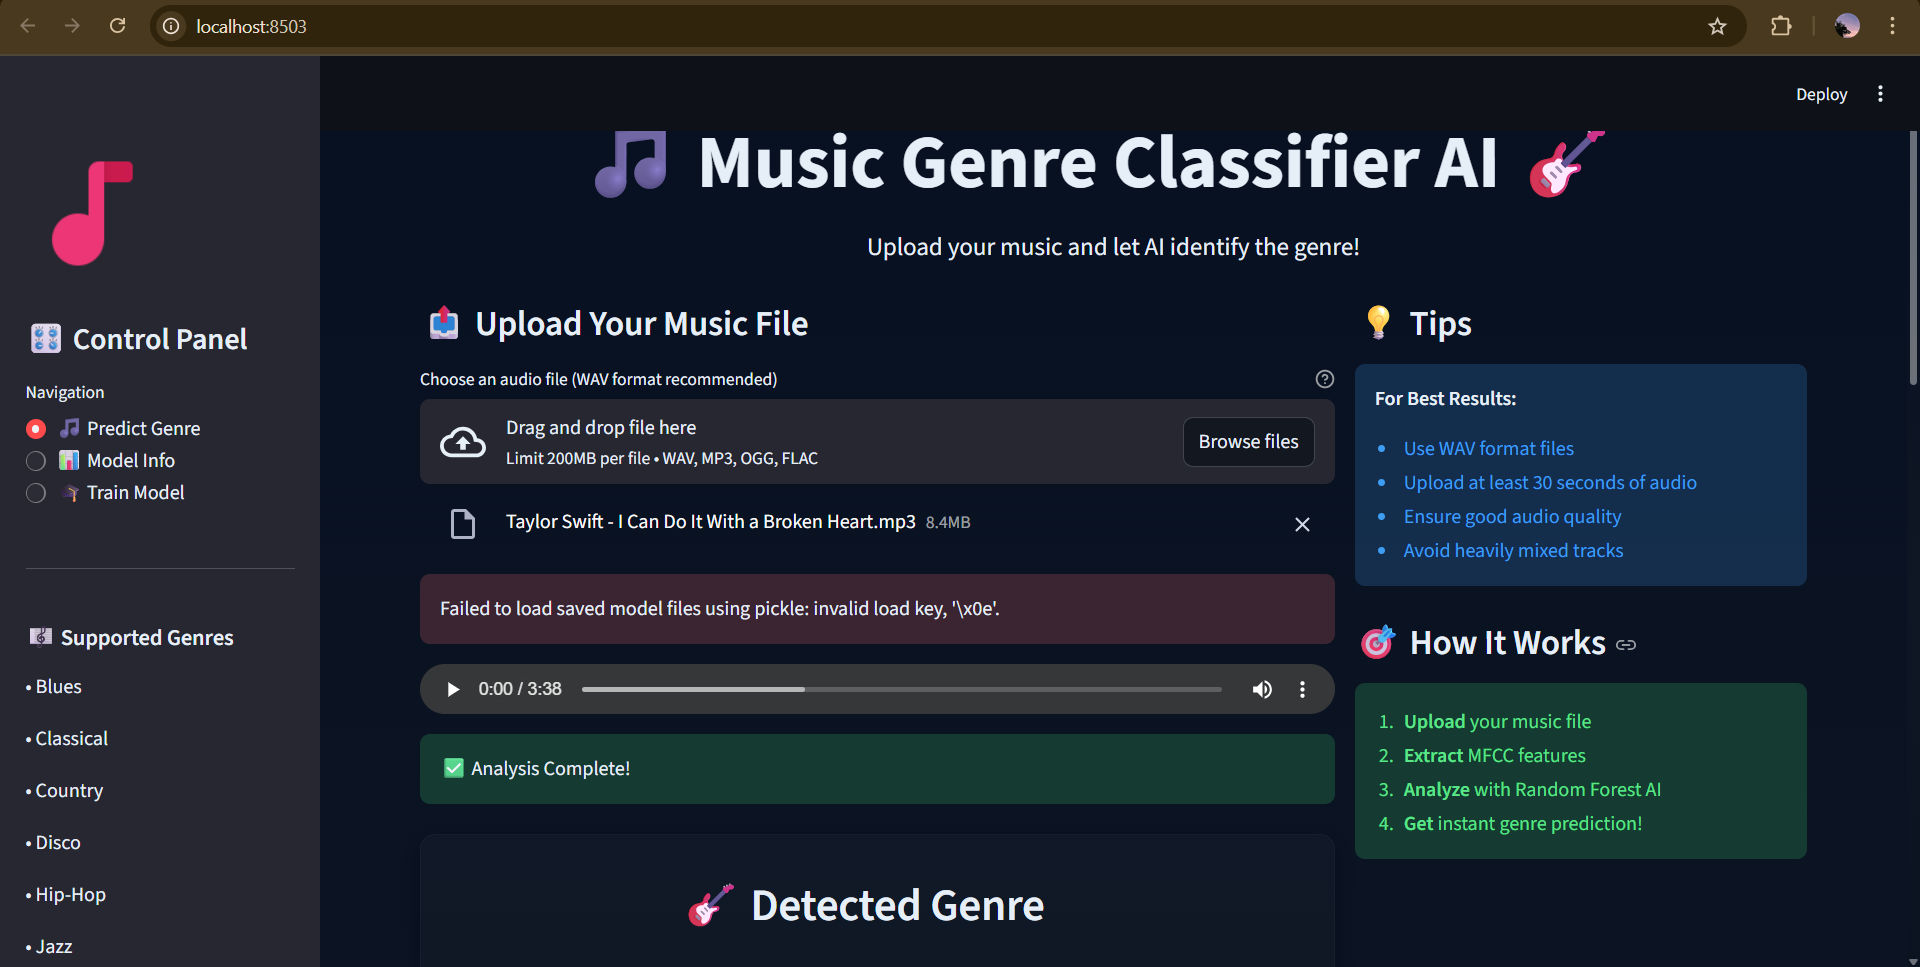 localhost:8503
Deploy
Music Genre Classifier AI
Upload your music and let AI identify the genre!
Control Panel
Navigation
Predict Genre
Model Info
Train Model
Supported Genres
• Blues
• Classical
• Country
• Disco
• Hip-Hop
• Jazz
Upload Your Music File
Choose an audio file (WAV format recommended)
Drag and drop file here
Limit 200MB per file • WAV, MP3, OGG, FLAC
Browse files
Taylor Swift - I Can Do It With a Broken Heart.mp3 8.4MB
Failed to load saved model files using pickle: invalid load key, '\x0e'.
0:00 / 3:38
Analysis Complete!
Detected Genre
Tips
For Best Results:
• Use WAV format files
• Upload at least 30 seconds of audio
• Ensure good audio quality
• Avoid heavily mixed tracks
How It Works
1. Upload your music file
2. Extract MFCC features
3. Analyze with Random Forest AI
4. Get instant genre prediction!